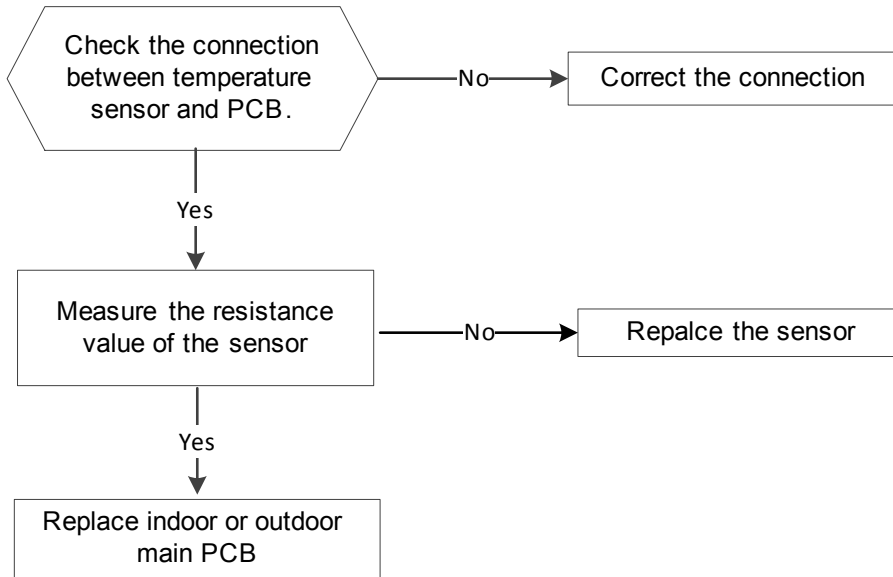 Check the connection
between temperature
sensor and PCB.
No
Correct the connection
Yes
Measure the resistance
value of the sensor
No
Repalce the sensor
Yes
Replace indoor or outdoor
main PCB